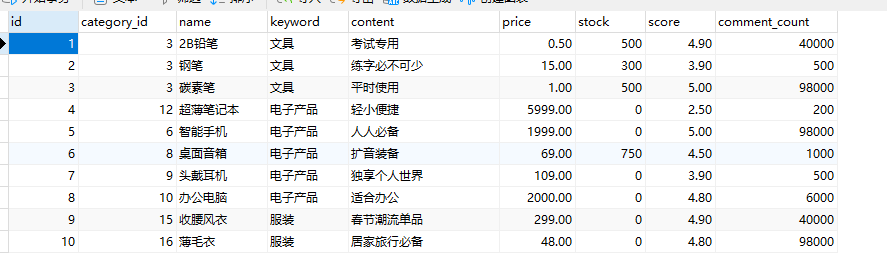 id category_id name keyword content price stock score comment_count
1 3 2B铅笔 文具 考试专用 0.50 500 4.90 40000
2 3 钢笔 文具 练字必不可少 15.00 300 3.90 500
3 3 碳素笔 文具 平时使用 1.00 500 5.00 98000
4 12 超薄笔记本 电子产品 轻小便捷 5999.00 0 2.50 200
5 6 智能手机 电子产品 人人必备 1999.00 0 5.00 98000
6 8 桌面音箱 电子产品 扩音装备 69.00 750 4.50 1000
7 9 头戴耳机 电子产品 独享个人世界 109.00 0 3.90 500
8 10 办公电脑 电子产品 适合办公 2000.00 0 4.80 6000
9 15 收腰风衣 服装 春节潮流单品 299.00 0 4.90 40000
10 16 薄毛衣 服装 居家旅行必备 48.00 0 4.80 98000